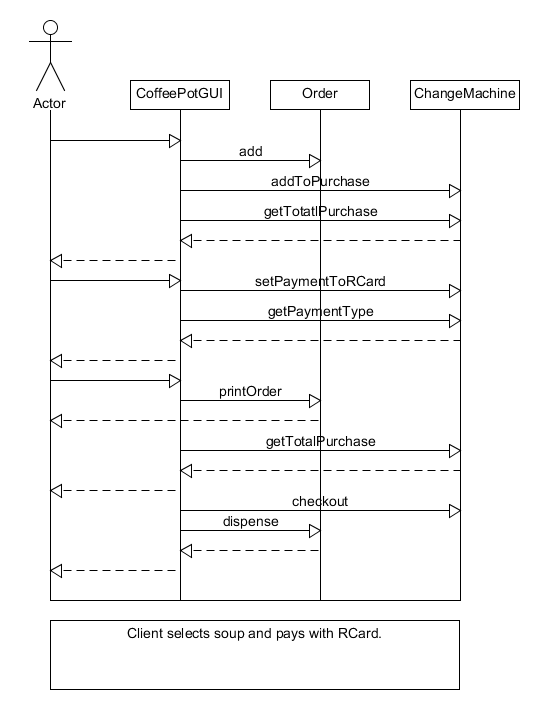 Actor
CoffeePotGUI
Order
ChangeMachine
add
addToPurchase
getTotatlPurchase
setPaymentToRCard
getPaymentType
printOrder
getTotalPurchase
checkout
dispense
Client selects soup and pays with RCard.